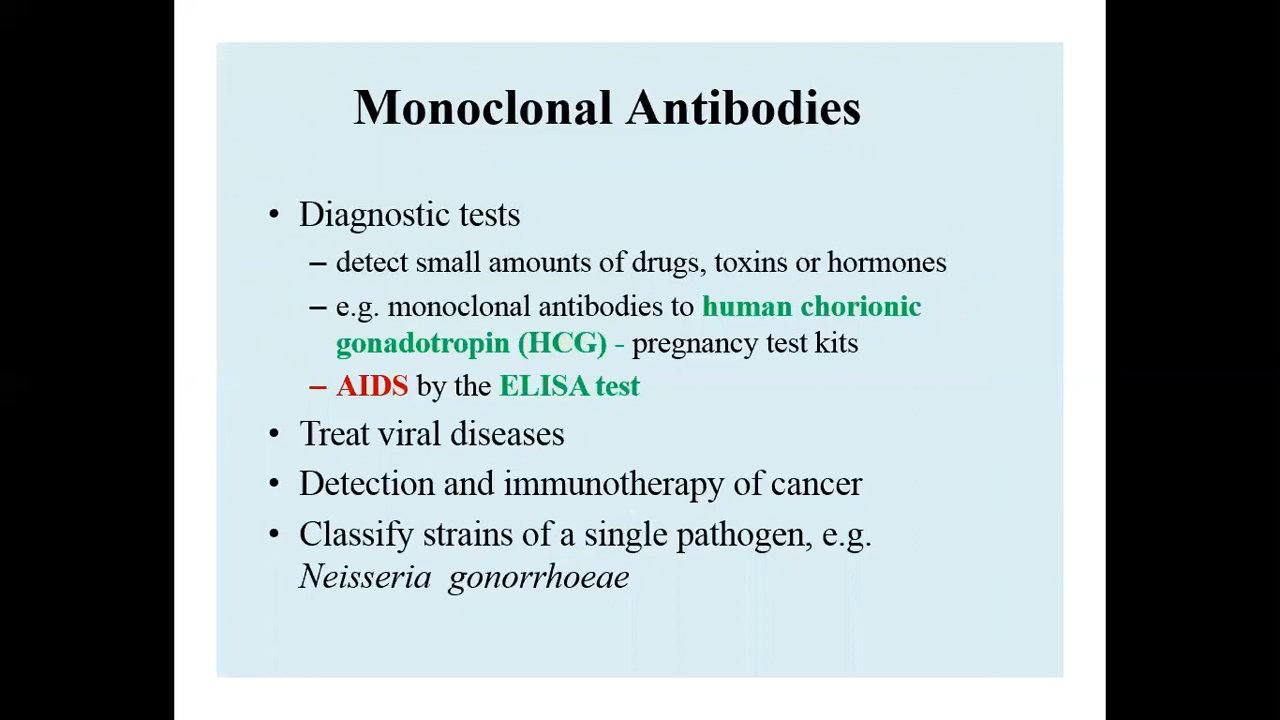 Monoclonal Antibodies
• Diagnostic tests
– detect small amounts of drugs, toxins or hormones
– e.g. monoclonal antibodies to human chorionic
gonadotropin (HCG) - pregnancy test kits
– AIDS by the ELISA test
• Treat viral diseases
• Detection and immunotherapy of cancer
• Classify strains of a single pathogen, e.g.
Neisseria gonorrhoeae